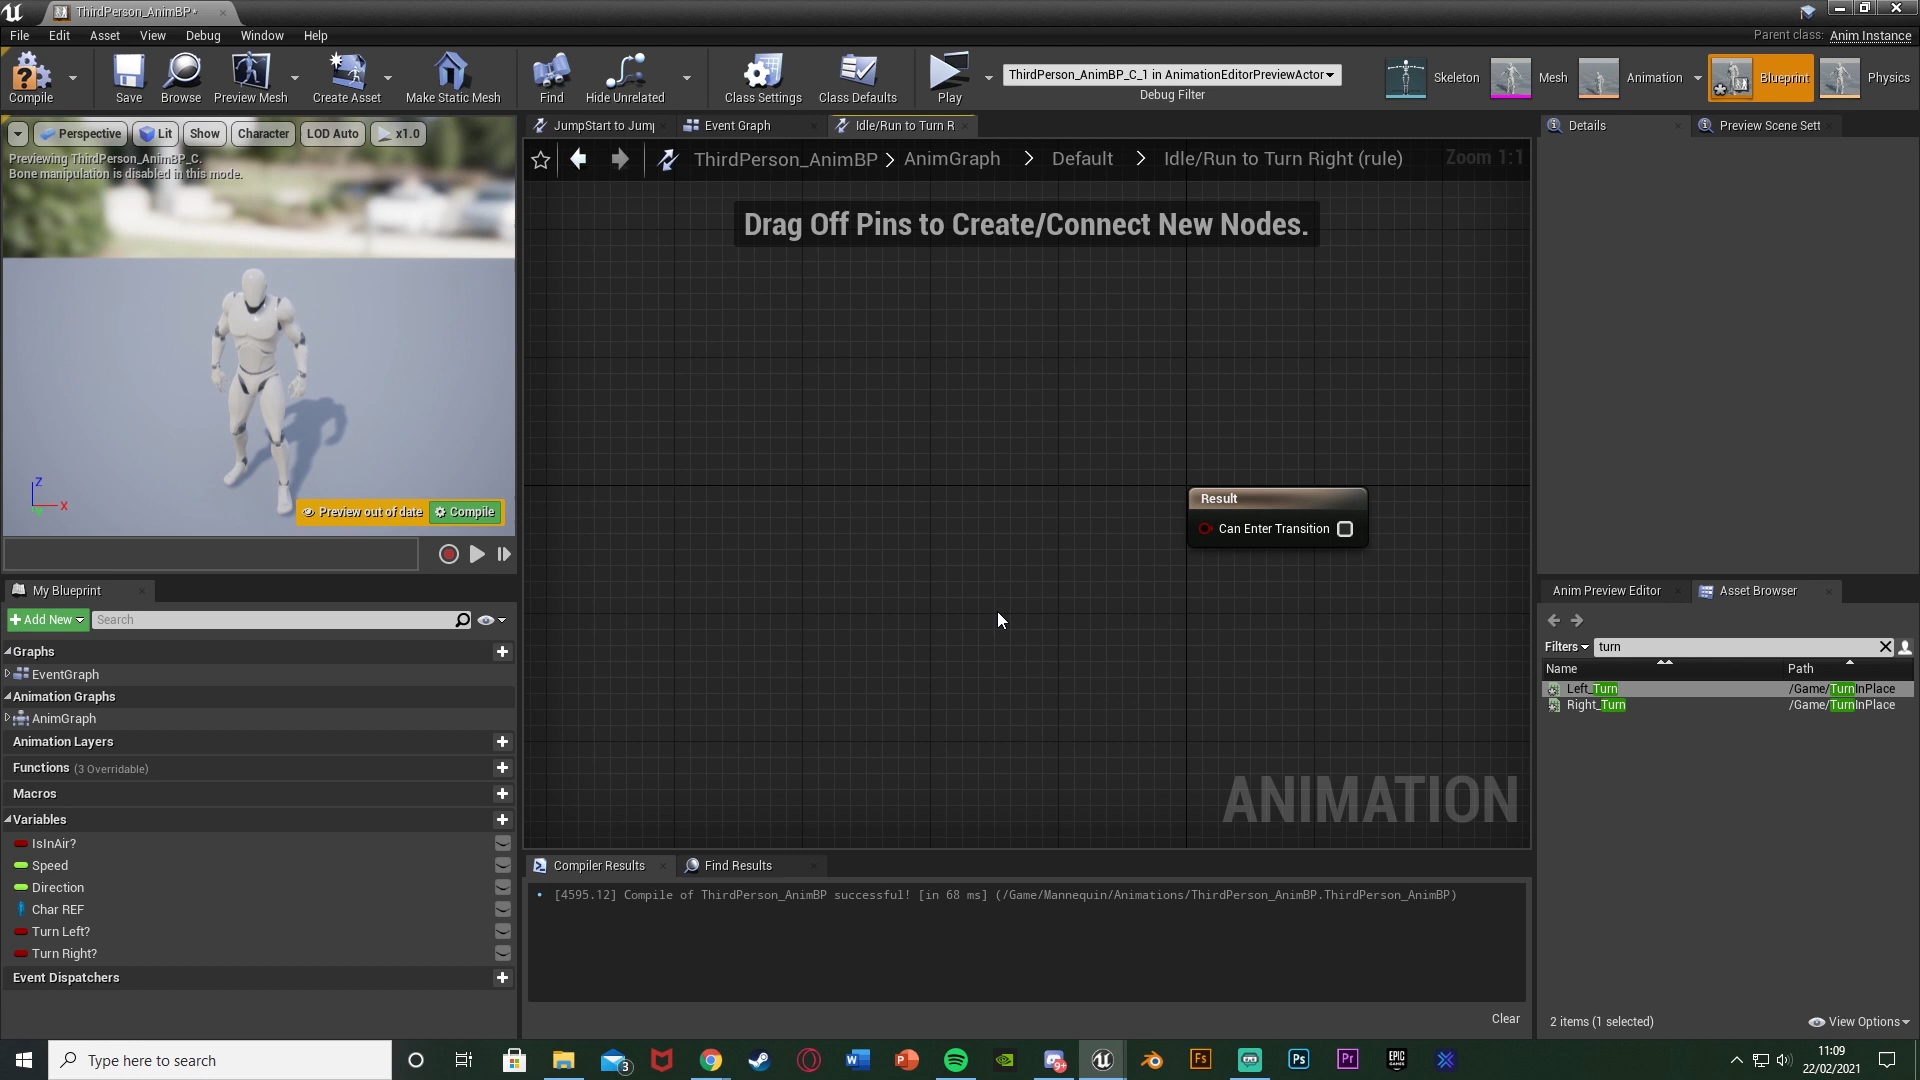 ThirdPerson_AnimBP*
File Edit Asset View Debug Window Help
Parent class: Anim Instance
Compile
Save
Browse
Preview Mesh
Create Asset
Make Static Mesh
Find
Hide Unrelated
Class Settings
Class Defaults
Play
ThirdPerson_AnimBP_C_1 in AnimationEditorPreviewActor
Debug Filter
Skeleton
Mesh
Animation
Blueprint
Physics
Perspective Lit Show Character LOD Auto x1.0
Previewing ThirdPerson_AnimBP_C.
Bone manipulation is disabled in this mode.
Z
X
Preview out of date Compile
JumpStart to Jump
Event Graph
Idle/Run to Turn R
ThirdPerson_AnimBP > AnimGraph > Default > Idle/Run to Turn Right (rule)
Zoom 1:1
Drag Off Pins to Create/Connect New Nodes.
Result
Can Enter Transition
ANIMATION
My Blueprint
Add New Search
Graphs
EventGraph
Animation Graphs
AnimGraph
Animation Layers
Functions (3 Overridable)
Macros
Variables
IsInAir?
Speed
Direction
Char REF
Turn Left?
Turn Right?
Event Dispatchers
Compiler Results
Find Results
[4595.12] Compile of ThirdPerson_AnimBP successful! [in 68 ms] (/Game/Mannequin/Animations/ThirdPerson_AnimBP.ThirdPerson_AnimBP)
Clear
Details
Preview Scene Sett
Anim Preview Editor
Asset Browser
Filters turn
Name Path
Left_Turn /Game/TurnInPlace
Right_Turn /Game/TurnInPlace
2 items (1 selected)
View Options
Type here to search
3
W
P
9+
Fs
Ps
Pr
EPIC
GAMES
11:09
22/02/2021